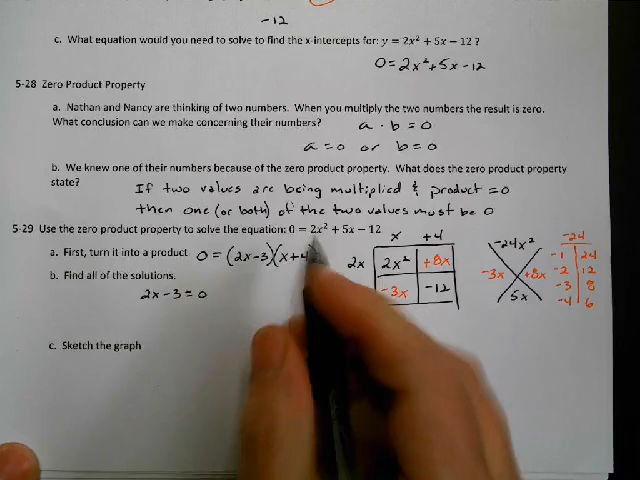 -12
c. What equation would you need to solve to find the x-intercepts for: y = 2x² + 5x − 12 ?
0 = 2x² + 5x - 12
5-28 Zero Product Property
a. Nathan and Nancy are thinking of two numbers. When you multiply the two numbers the result is zero.
What conclusion can we make concerning their numbers? a · b = 0
a = 0 or b = 0
b. We knew one of their numbers because of the zero product property. What does the zero product property
state? If two values are being multiplied & product = 0
then one (or both) of the two values must be 0
5-29 Use the zero product property to solve the equation: 0 = 2x² + 5x − 12
x +4
a. First, turn it into a product 0 = (2x-3)(x+4
2x 2x² +8x
-3x -12
-24x²
-3x +8x
5x
-24
-1 24
-2 12
-3 8
-4 6
b. Find all of the solutions.
2x-3=0
c. Sketch the graph